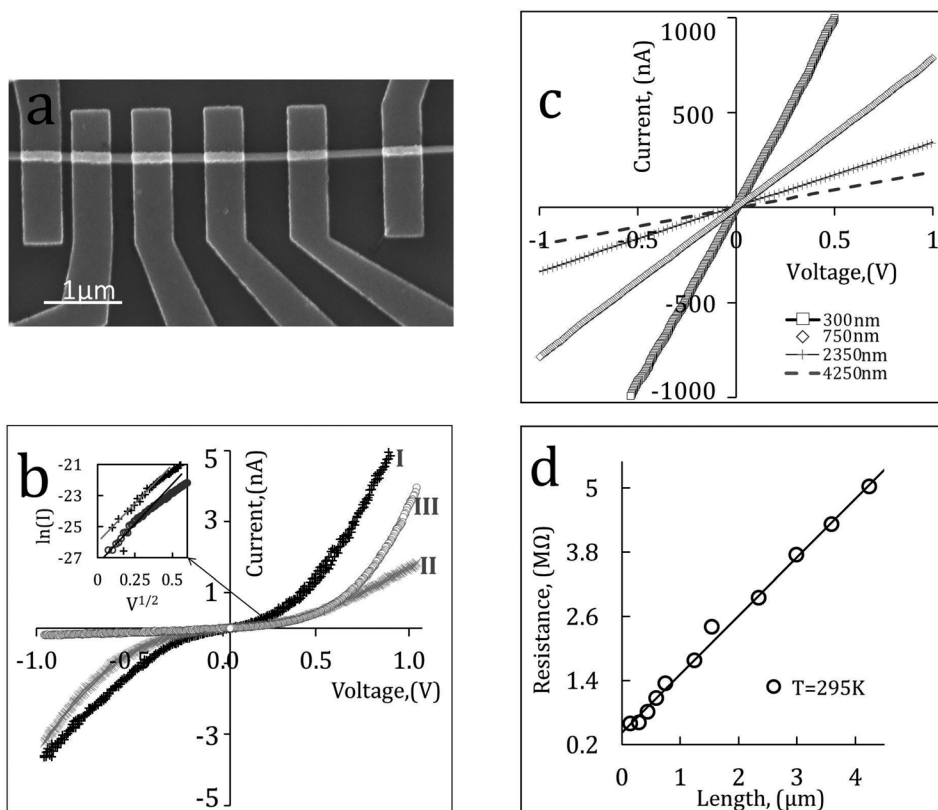 a
1µm
c
Current, (nA)
1000
500
-1
-0.5
0
0.5
1
Voltage,(V)
-500
-1000
300nm
750nm
2350nm
4250nm
b
ln(I)
-21
-23
-25
-27
0
0.25
0.5
V1/2
Current,(nA)
5
3
1
-3
-5
I
III
II
-1.0
-0.5
0.0
0.5
1.0
Voltage,(V)
d
Resistance, (MΩ)
5
3.8
2.6
1.4
0.2
T=295K
0
1
2
3
4
Length, (µm)